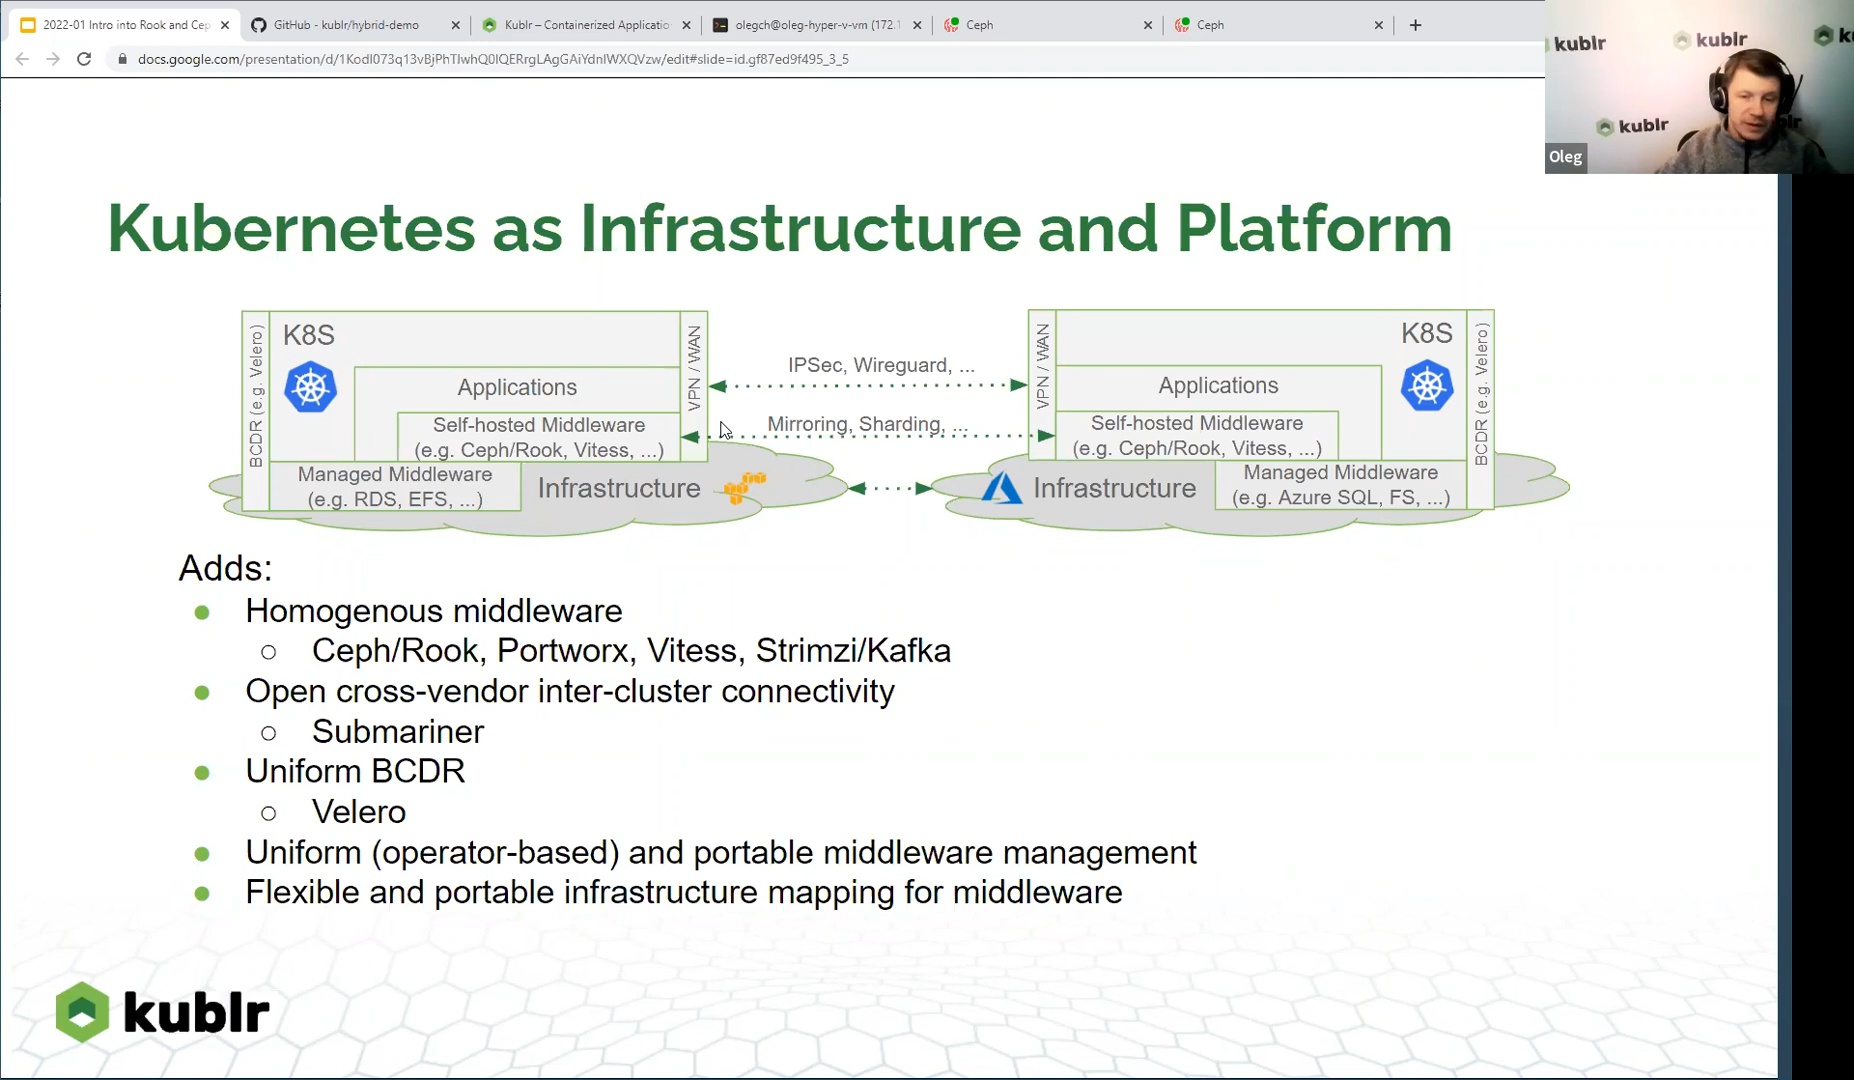 2022-01 Intro into Rook and Cep
GitHub - kublr/hybrid-demo
Kublr – Containerized Applicatio
olegch@oleg-hyper-v-vm (172.1
Ceph
Ceph
docs.google.com/presentation/d/1Kodl073q13vBjPhTIwhQ0lQERrgLAgGAiYdnlWXQVzw/edit#slide=id.gf87ed9f495_3_5
kublr
kublr
kublr
Oleg
Kubernetes as Infrastructure and Platform
BCDR (e.g. Velero)
K8S
Applications
Self-hosted Middleware
(e.g. Ceph/Rook, Vitess, ...)
Managed Middleware
(e.g. RDS, EFS, ...)
VPN / WAN
Infrastructure
IPSec, Wireguard, ...
Mirroring, Sharding, ...
VPN / WAN
K8S
Applications
Self-hosted Middleware
(e.g. Ceph/Rook, Vitess, ...)
Infrastructure
Managed Middleware
(e.g. Azure SQL, FS, ...)
BCDR (e.g. Velero)
Adds:
Homogenous middleware
Ceph/Rook, Portworx, Vitess, Strimzi/Kafka
Open cross-vendor inter-cluster connectivity
Submariner
Uniform BCDR
Velero
Uniform (operator-based) and portable middleware management
Flexible and portable infrastructure mapping for middleware
kublr